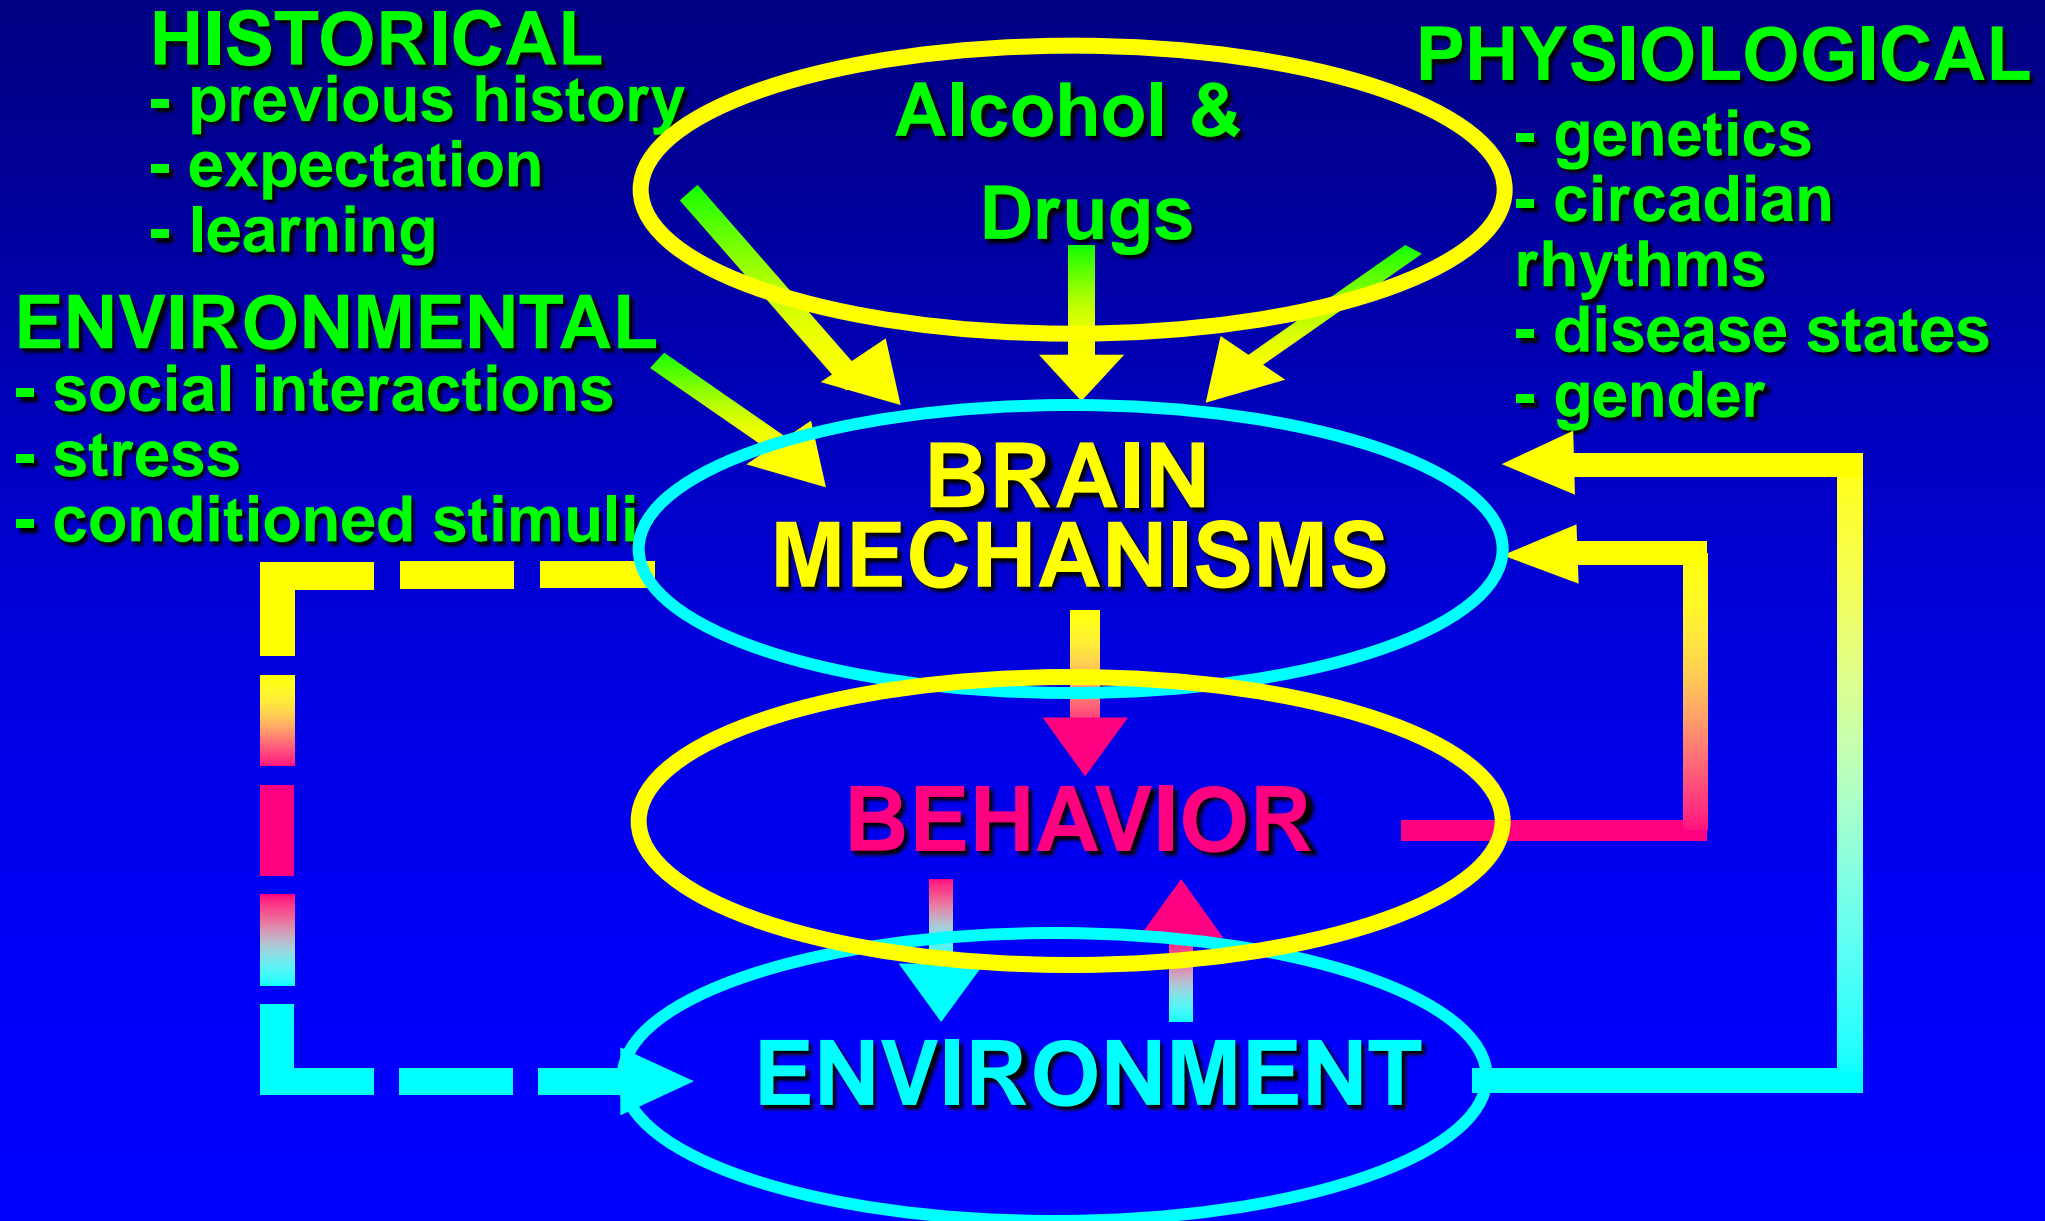 HISTORICAL
- previous history
- expectation
- learning
ENVIRONMENTAL
- social interactions
- stress
- conditioned stimuli
Alcohol &
Drugs
PHYSIOLOGICAL
- genetics
- circadian
rhythms
- disease states
- gender
BRAIN
MECHANISMS
BEHAVIOR
ENVIRONMENT